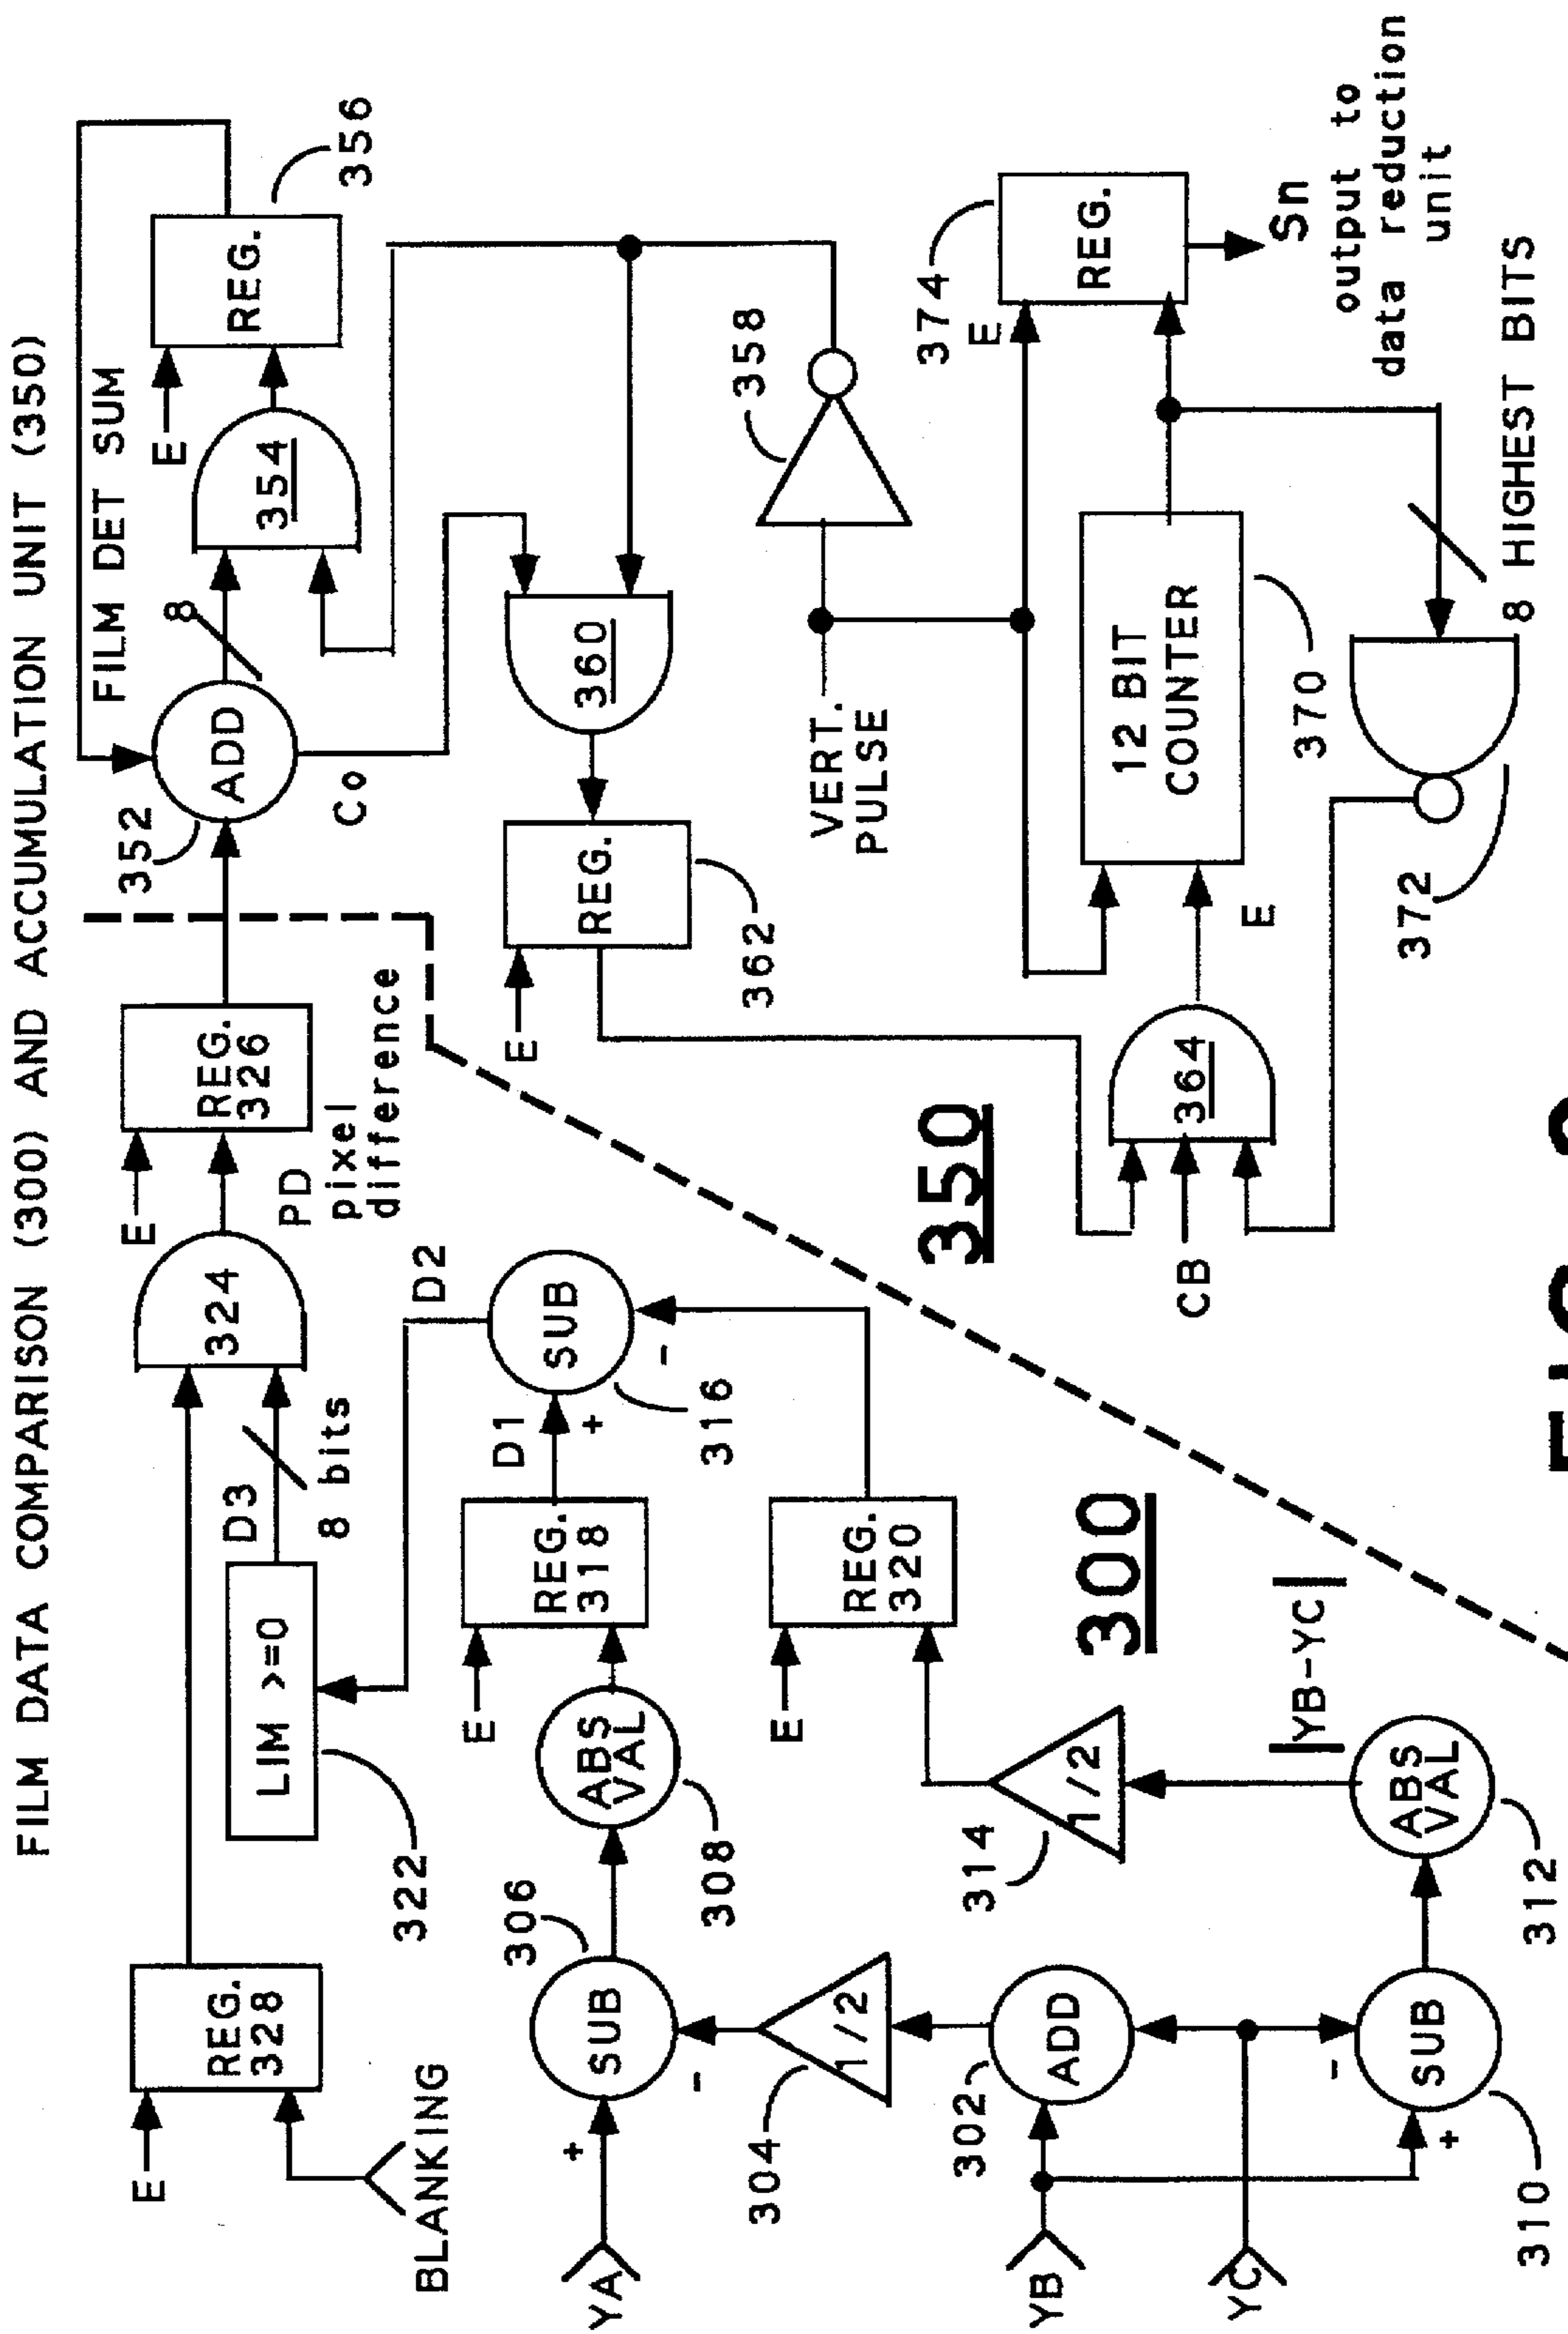 FILM DATA COMPARISON (300) AND ACCUMULATION UNIT (350)
E
BLANKING
REG.
328
LIM >=0
322
D3
8 bits
324
E
PD
pixel
difference
REG.
326
352
ADD
8
Co
FILM DET SUM
354
E
REG.
356
YA
+
-
SUB
306
ABS
VAL
308
E
REG.
318
D1
+
-
SUB
316
D2
304
1/2
YB
YC
302
ADD
310
+
-
SUB
ABS
VAL
312
|YB-YC|
314
1/2
E
REG.
320
300
350
E
REG.
362
360
VERT.
PULSE
358
CB
364
E
12 BIT
COUNTER
370
372
8 HIGHEST BITS
374
E
REG.
Sn
output to
data reduction
unit